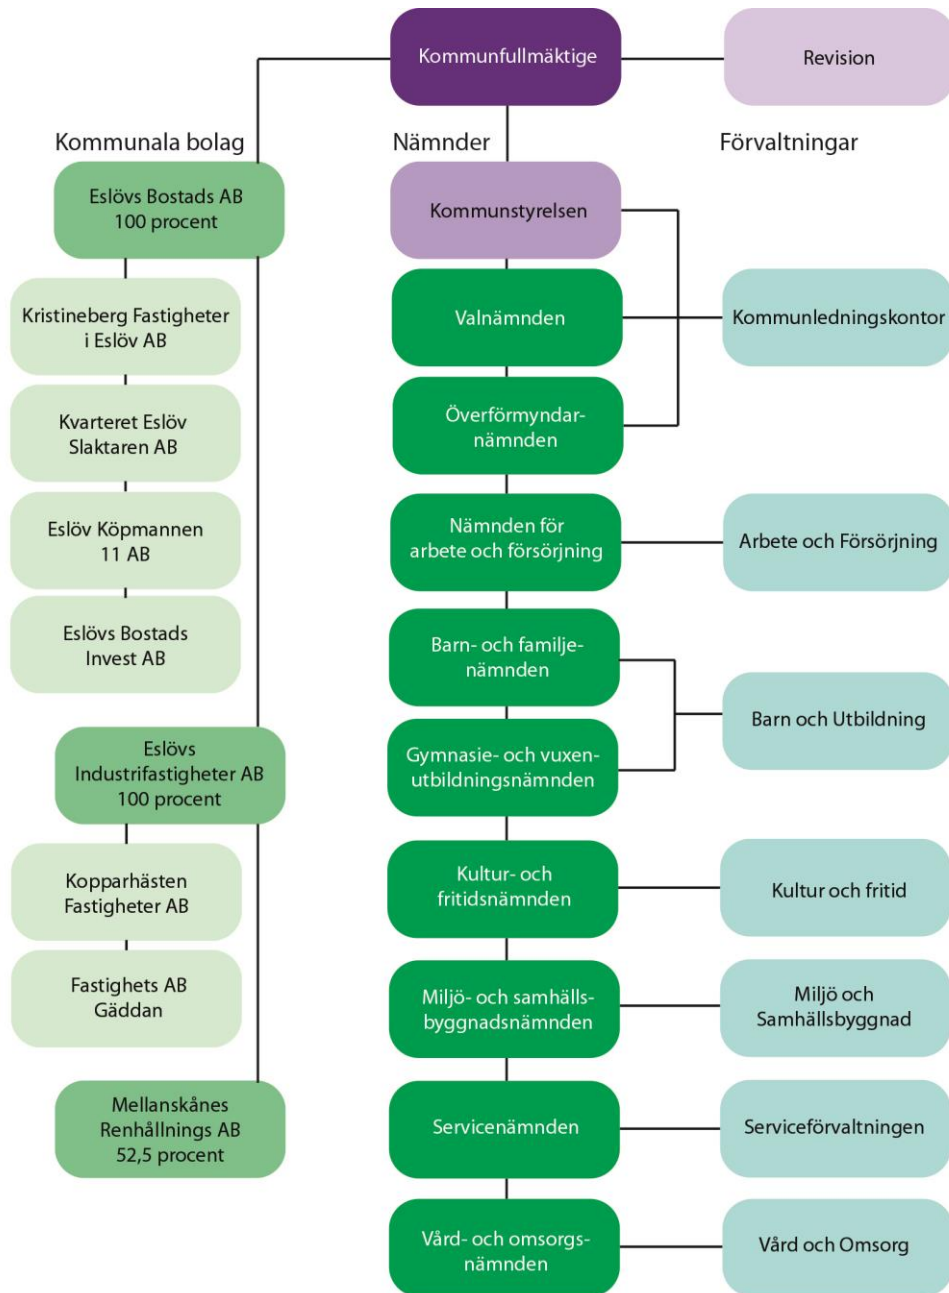 Kommunfullmäktige
Revision
Kommunala bolag
Nämnder
Förvaltningar
Eslövs Bostads AB
100 procent
Kristineberg Fastigheter
i Eslöv AB
Kvarteret Eslöv
Slaktaren AB
Eslöv Köpmannen
11 AB
Eslövs Bostads
Invest AB
Eslövs
Industrifastigheter AB
100 procent
Kopparhästen
Fastigheter AB
Fastighets AB
Gäddan
Mellanskånes
Renhållnings AB
52,5 procent
Kommunstyrelsen
Valnämnden
Överförmyndar-
nämnden
Nämnden för
arbete och försörjning
Barn- och familje-
nämnden
Gymnasie- och vuxen-
utbildningsnämnden
Kultur- och
fritidsnämnden
Miljö- och samhälls-
byggnadsnämnden
Servicenämnden
Vård- och omsorgs-
nämnden
Kommunledningskontor
Arbete och Försörjning
Barn och Utbildning
Kultur och fritid
Miljö och
Samhällsbyggnad
Serviceförvaltningen
Vård och Omsorg